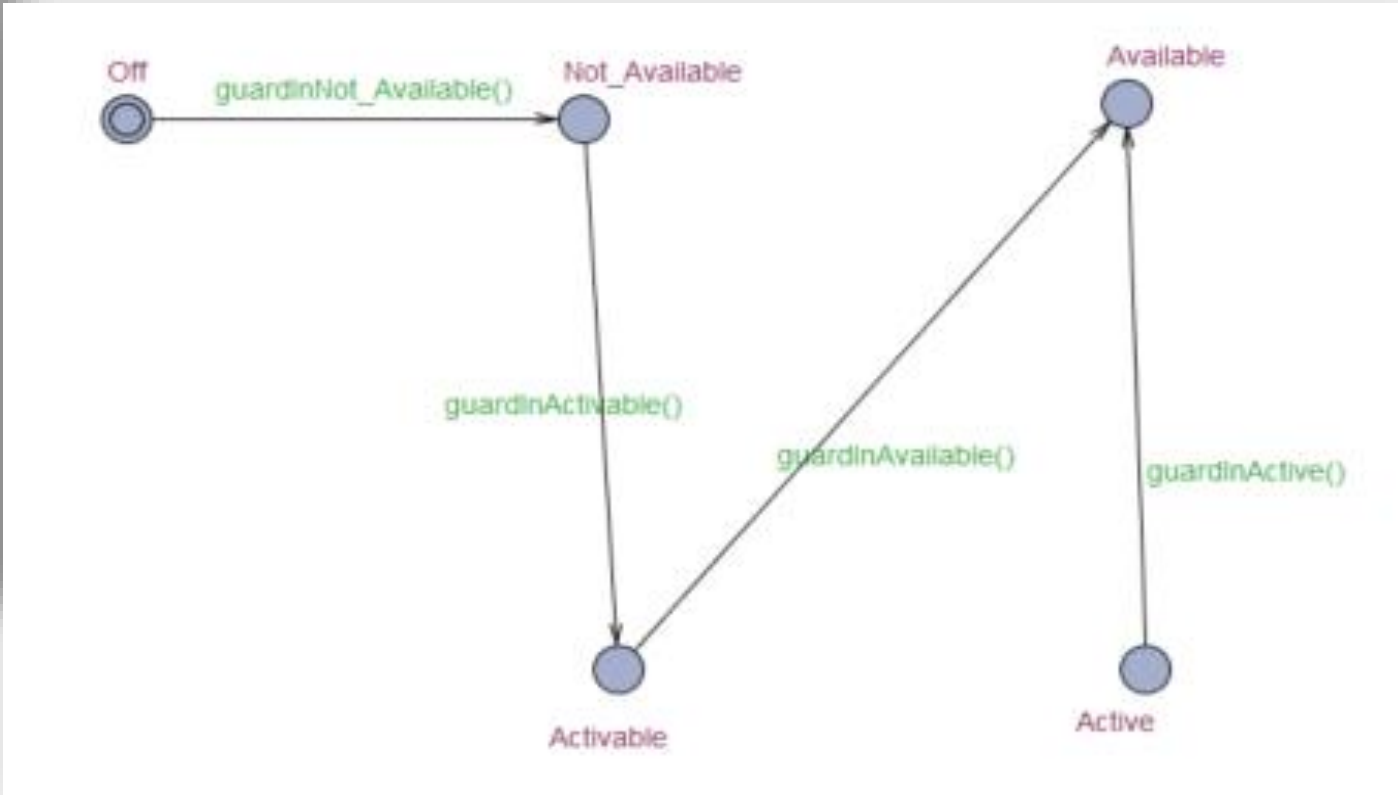 Off
guardInNot_Available()
Not_Available
Available
guardInActivable()
guardInAvailable()
guardInActive()
Activable
Active